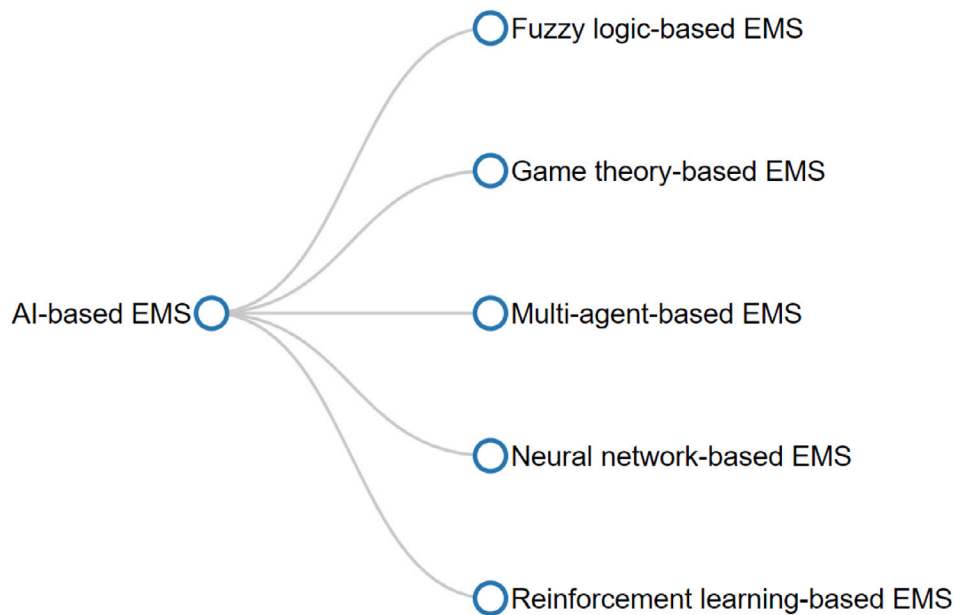 Fuzzy logic-based EMS
Game theory-based EMS
AI-based EMS
Multi-agent-based EMS
Neural network-based EMS
Reinforcement learning-based EMS